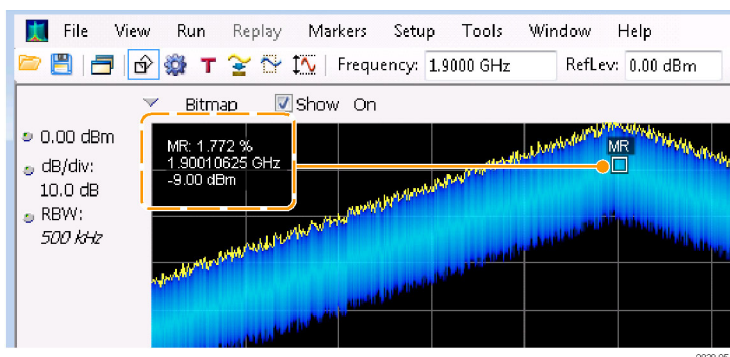 File View Run Replay Markers Setup Tools Window Help
T Frequency: 1.9000 GHz RefLev: 0.00 dBm
Bitmap Show On
0.00 dBm
dB/div:
10.0 dB
RBW:
500 kHz
MR: 1.772 %
1.90010625 GHz
-9.00 dBm
MR